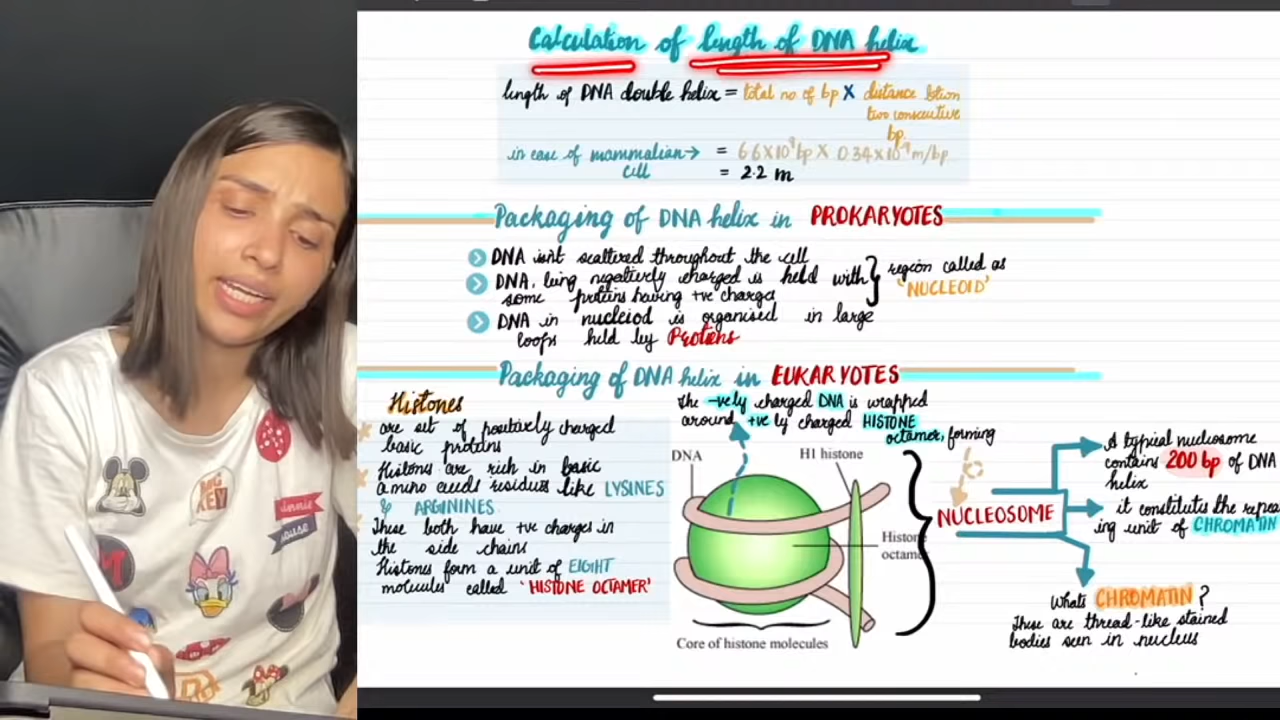 Calculation of length of DNA helix
length of DNA double helix = total no of bp X distance b/wn
two consecutive
bp.
in case of mammalian → = 6.6X10⁹ bp X 0.34x10⁻⁹ m/bp
cell = 2.2 m
Packaging of DNA helix in PROKARYOTES
DNA isn't scattered throughout the cell
DNA, being negatively charged is held with
some proteins having +ve charge
region called as
'NUCLEOID'
DNA in nucleiod is organised in large
loops held by Protiens
Packaging of DNA helix in EUKARYOTES
Histones
are set of positively charged
basic proteins
Histones are rich in basic
amino acids residues like LYSINES
& ARGININES
These both have +ve charges in
the side chains
Histones form a unit of EIGHT
molecules called 'HISTONE OCTAMER'
The -vely charged DNA is wrapped
around +ve ly charged HISTONE
octamer, forming
DNA
H1 histone
Histone
octame
Core of histone molecules
NUCLEOSOME
A typical nucleosome
contains 200 bp of DNA
helix
it constitutes the repea
ing unit of CHROMATIN
Whats CHROMATIN ?
These are thread-like stained
bodies seen in nucleus